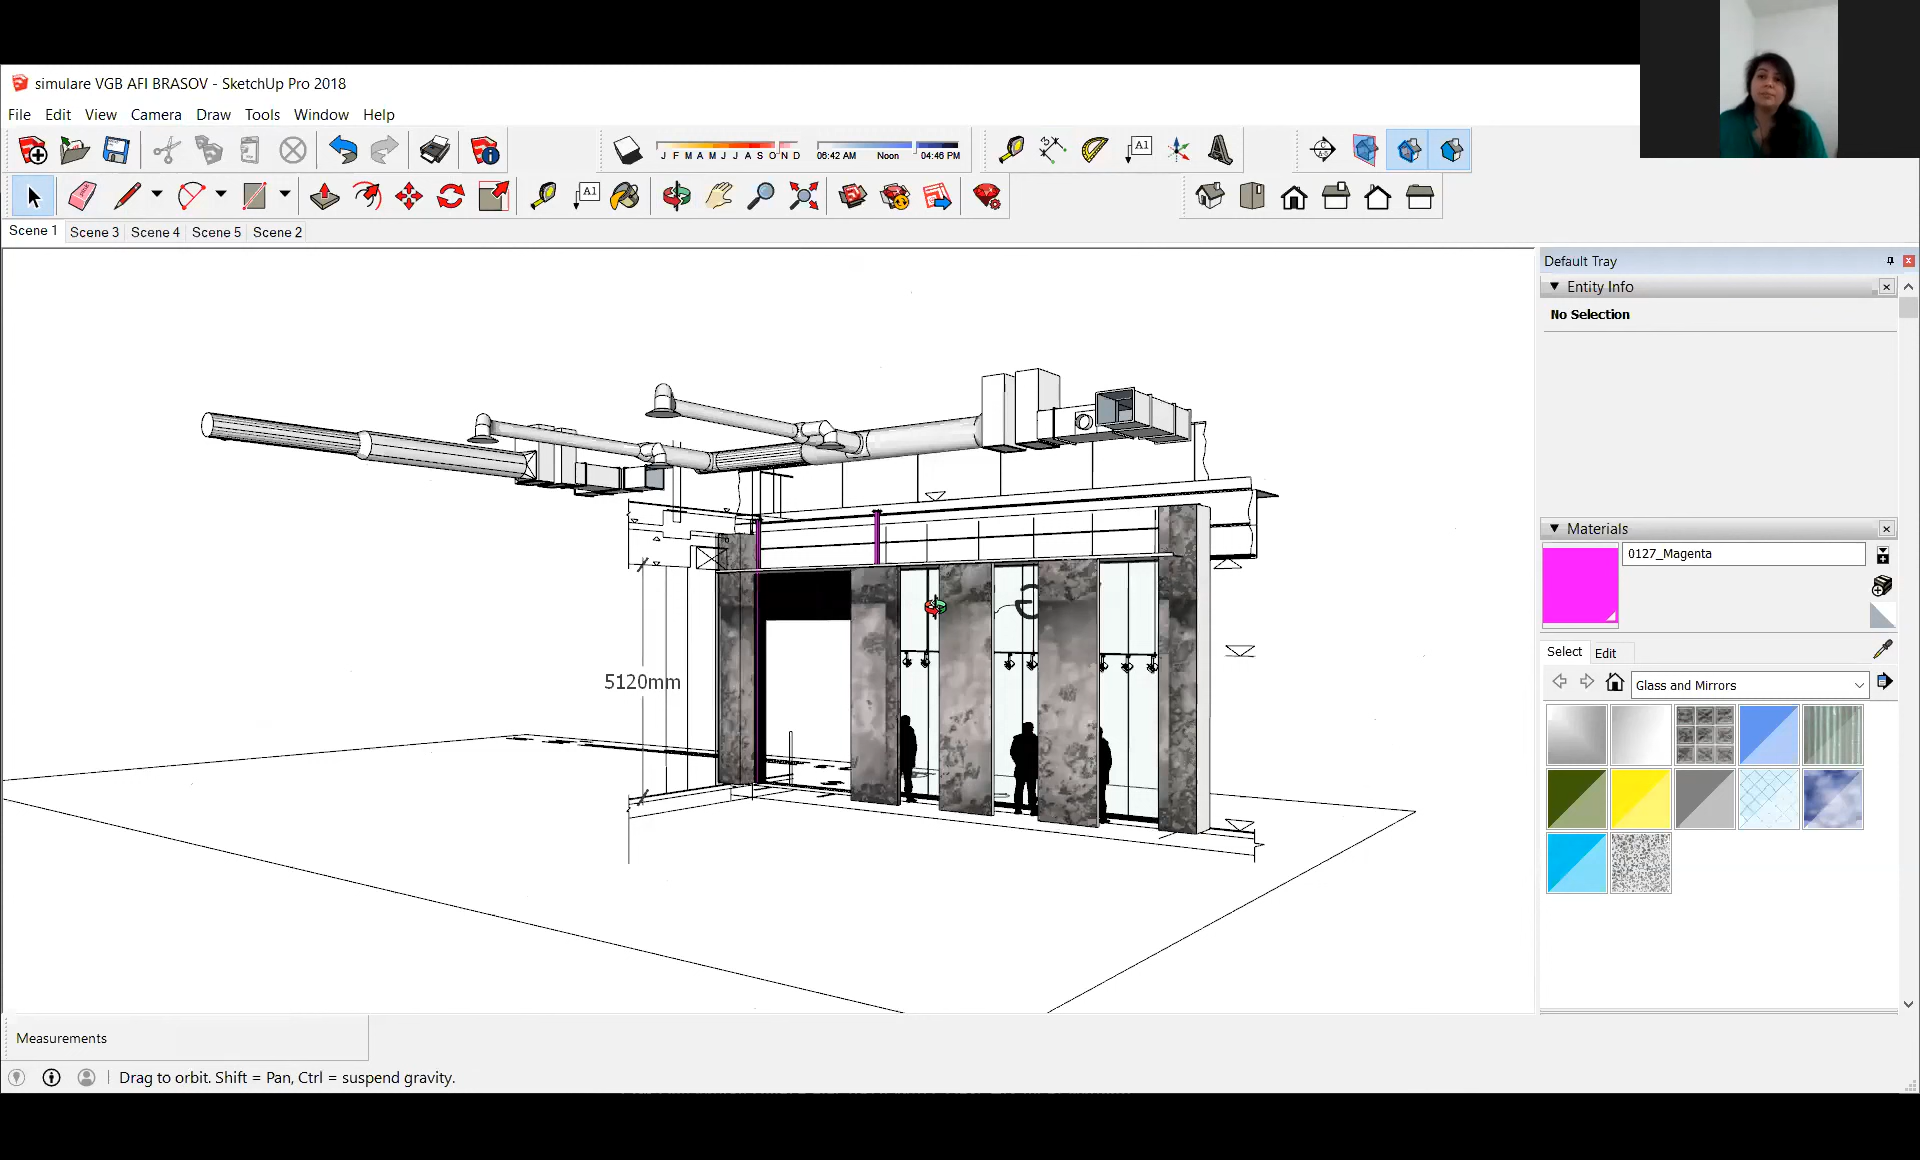 simulare VGB AFI BRASOV - SketchUp Pro 2018
File Edit View Camera Draw Tools Window Help
J F M A M J J A S O N D
06:42 AM Noon 04:46 PM
A1
A1
Scene 1 Scene 3 Scene 4 Scene 5 Scene 2
Default Tray
Entity Info
No Selection
Materials
0127_Magenta
Select Edit
Glass and Mirrors
5120mm
Measurements
Drag to orbit. Shift = Pan, Ctrl = suspend gravity.